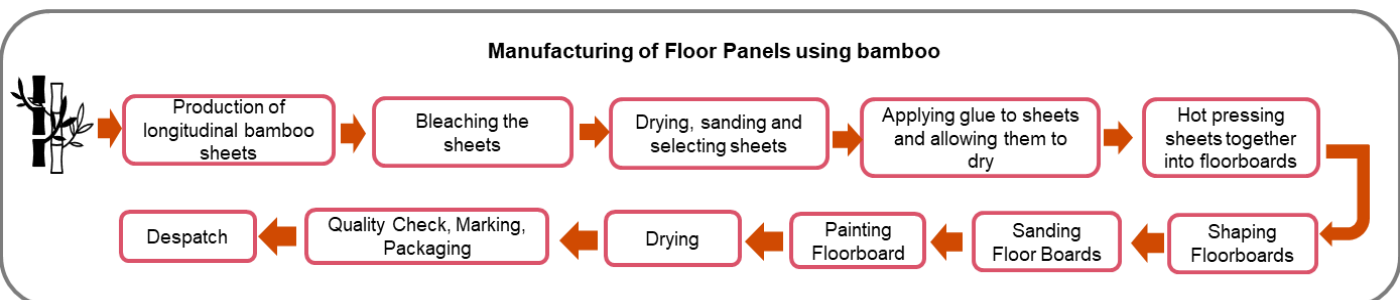 Manufacturing of Floor Panels using bamboo
Production of
longitudinal bamboo
sheets
Bleaching the
sheets
Drying, sanding and
selecting sheets
Applying glue to sheets
and allowing them to
dry
Hot pressing
sheets together
into floorboards
Shaping
Floorboards
Sanding
Floor Boards
Painting
Floorboard
Drying
Quality Check, Marking,
Packaging
Despatch